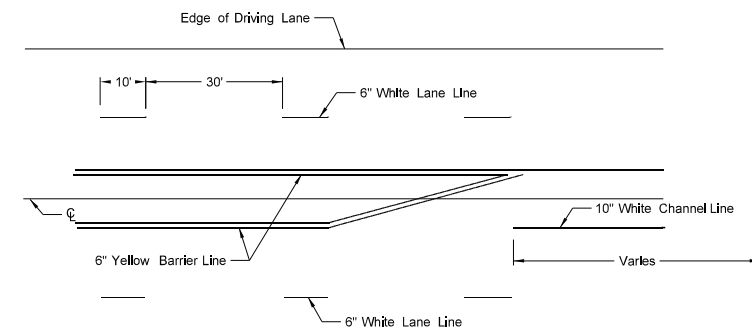 Edge of Driving Lane
10'
30'
6" White Lane Line
℄
10" White Channel Line
6" Yellow Barrier Line
Varies
6" White Lane Line